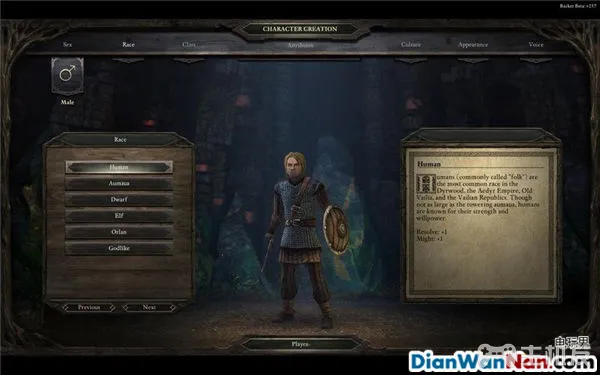 Backer Beta v257
CHARACTER CREATION
Sex
Race
Class
Attributes
Culture
Appearance
Voice
Male
Race
Human
Aumaua
Dwarf
Elf
Orlan
Godlike
Previous
Next
Human
Humans (commonly called "folk") are
the most common race in the
Dyrwood, the Aedyr Empire, Old
Vailia, and the Vailian Republics. Though
not as large as the towering aumaua, humans
are known for their strength and
willpower.
Resolve: +1
Might: +1
Player
电玩男
DianWanNan.Com